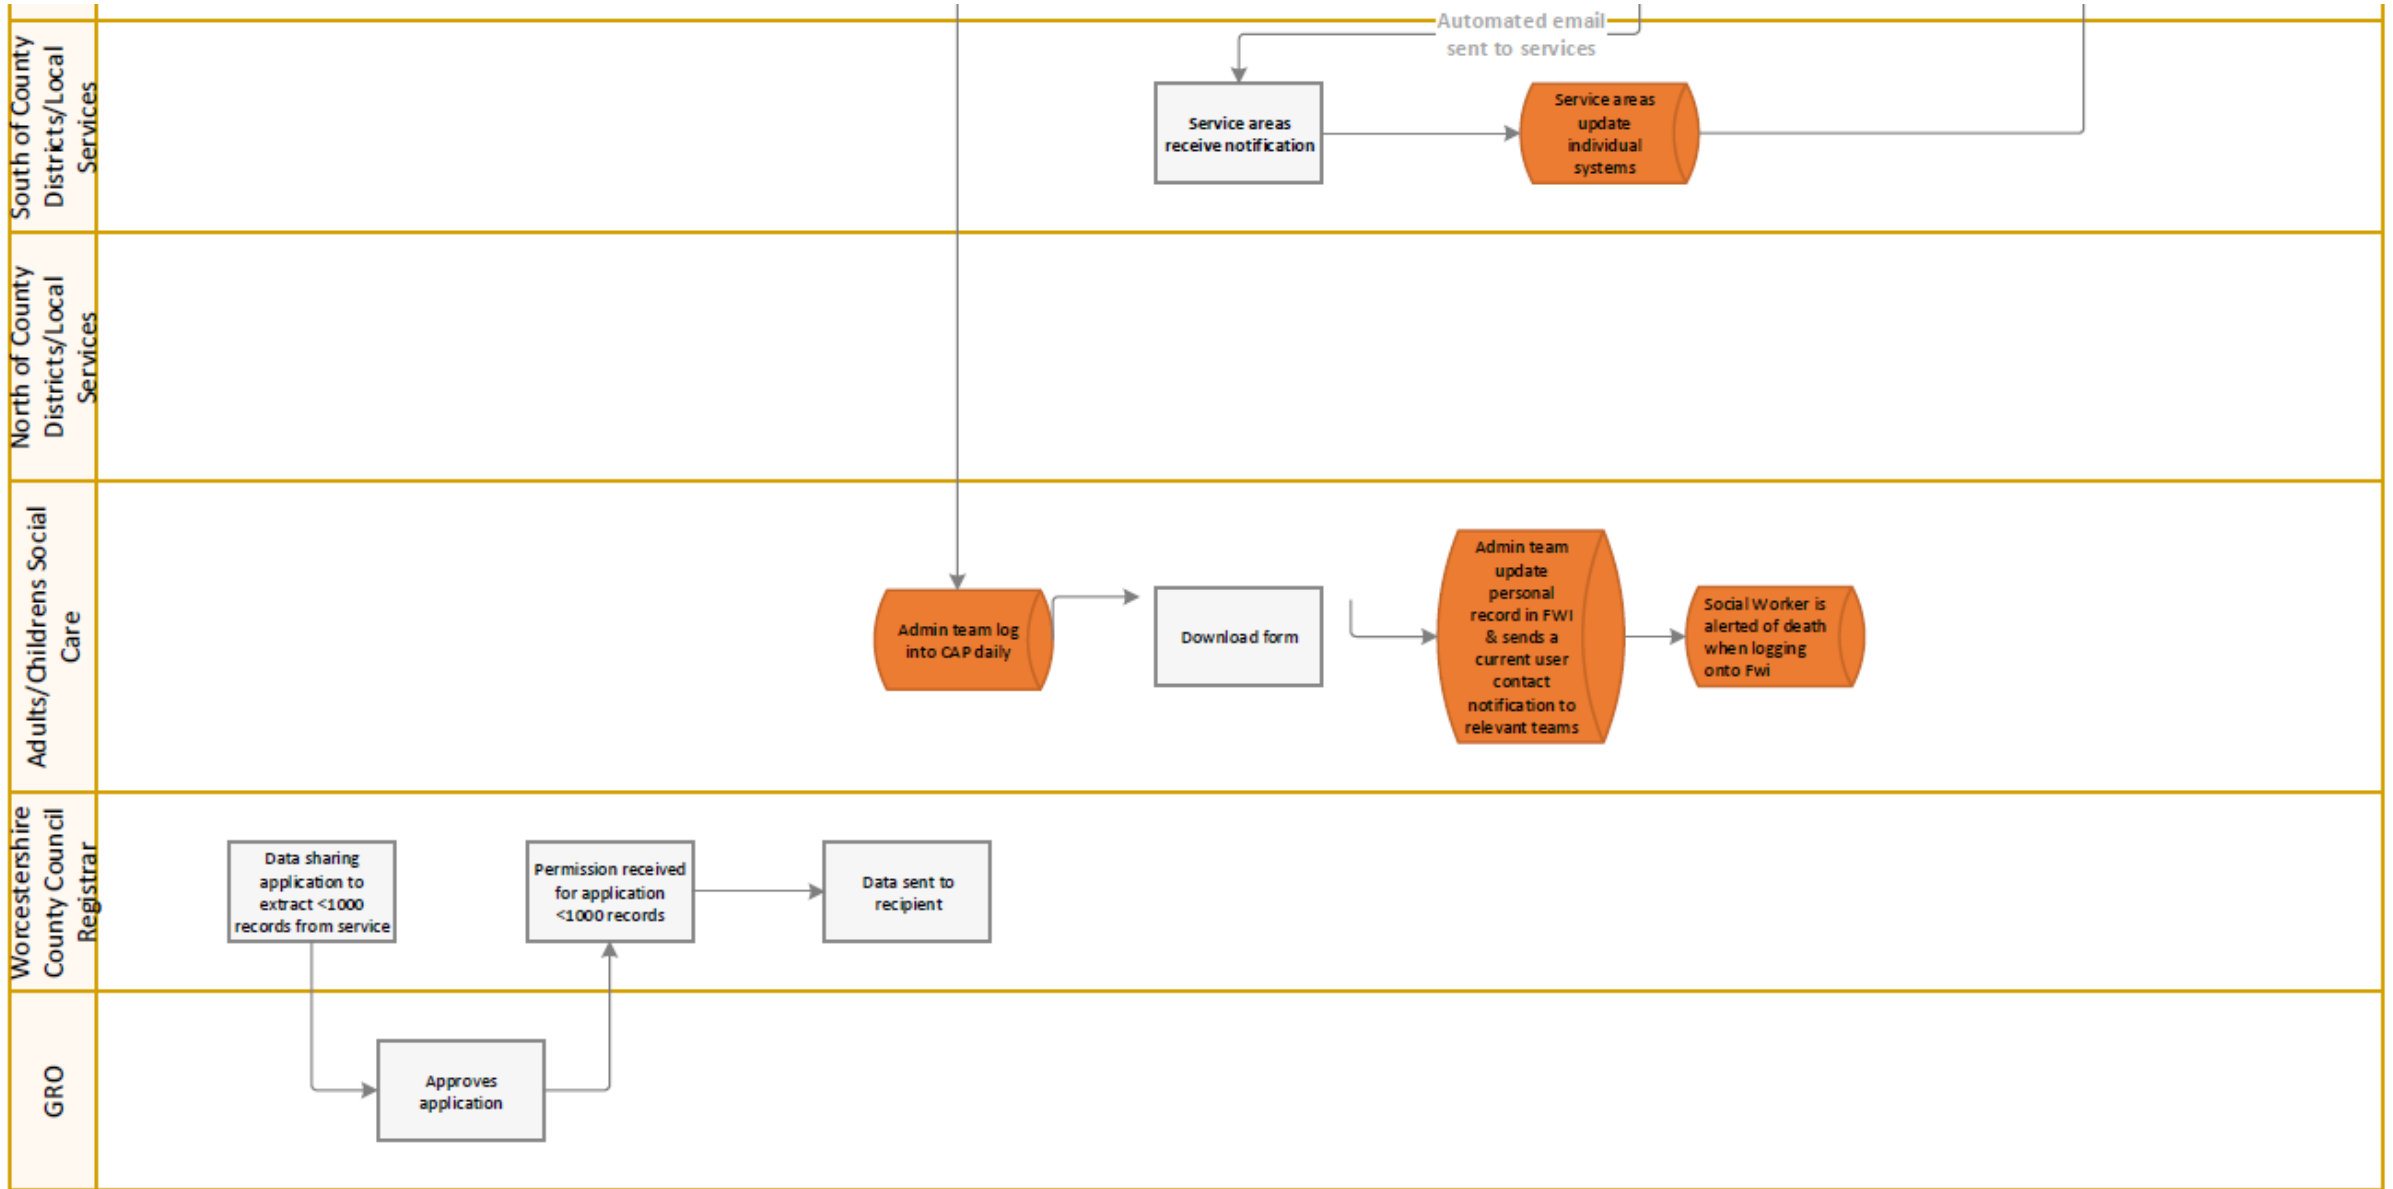 South of County
Districts/Local
Services
Automated email
sent to services
Service areas
receive notification
Service areas
update
individual
systems
North of County
Districts/Local
Services
Adults/Childrens Social
Care
Admin team log
into CAP daily
Download form
Admin team
update
personal
record in FWI
& sends a
current user
contact
notification to
relevant teams
Social Worker is
alerted of death
when logging
onto Fwi
Worcestershire
County Council
Registrar
Data sharing
application to
extract <1000
records from service
Permission received
for application
<1000 records
Data sent to
recipient
GRO
Approves
application